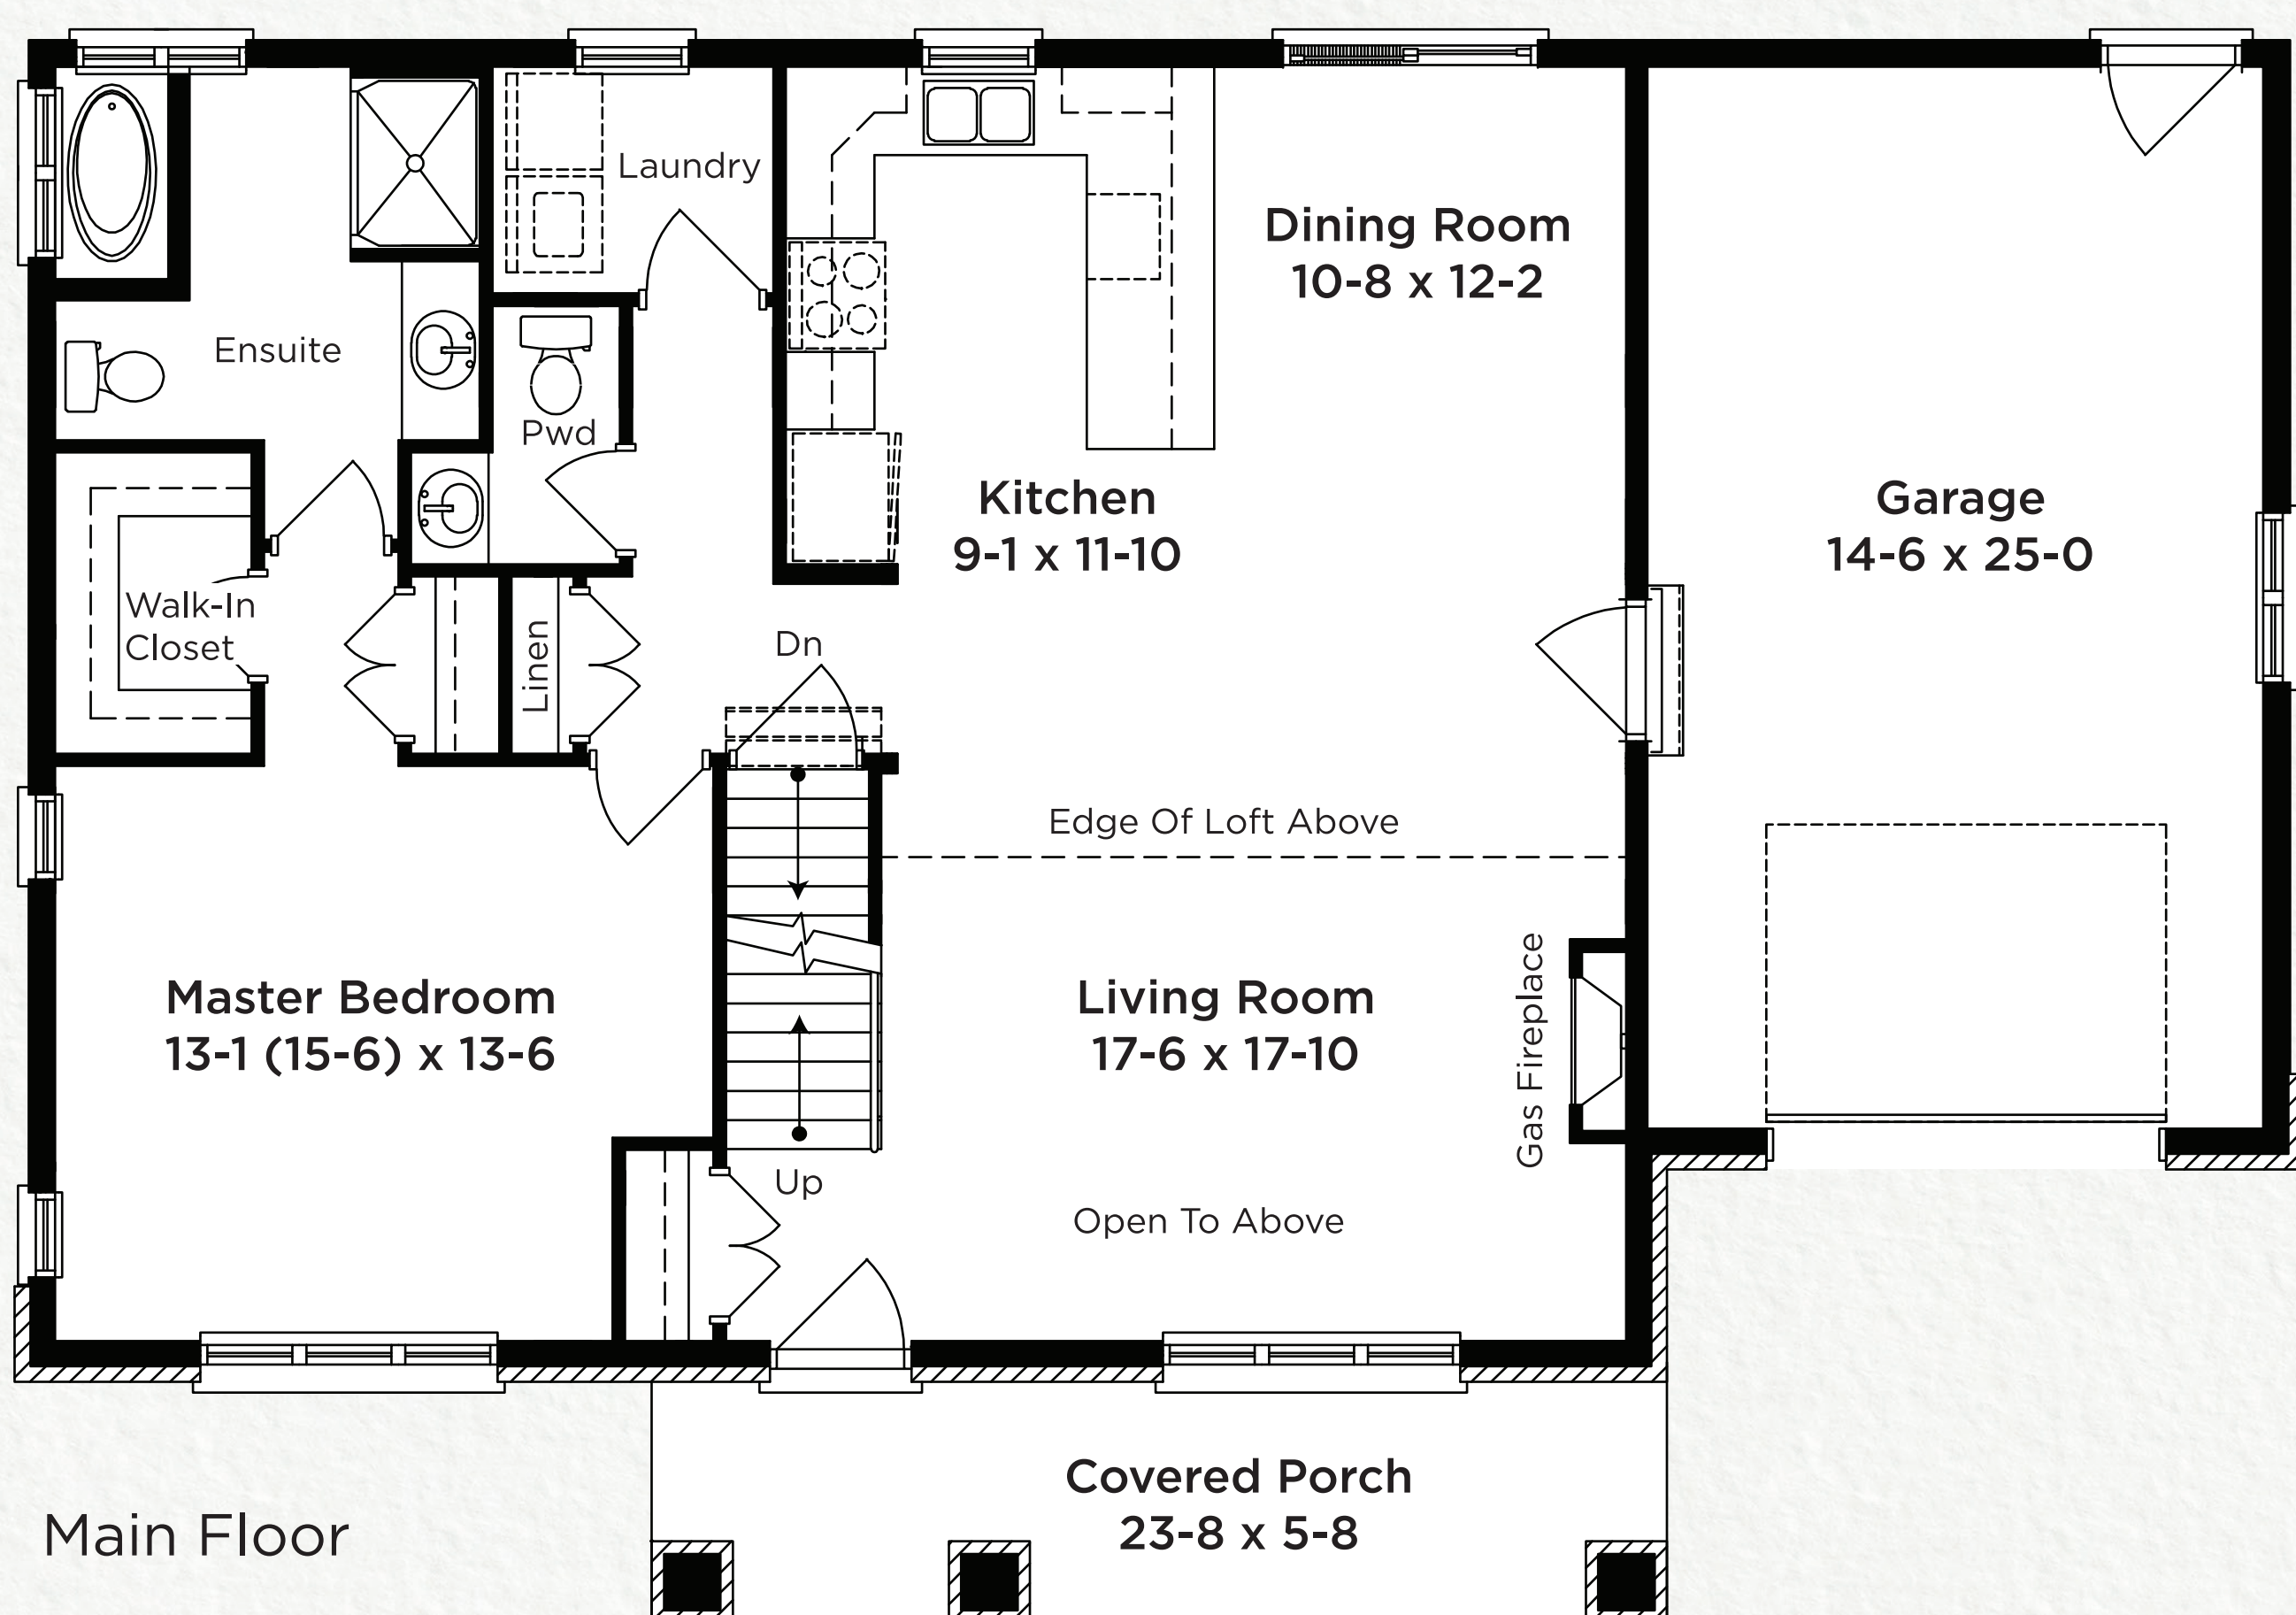 Laundry
Dining Room
10-8 x 12-2
Ensuite
Pwd
Kitchen
9-1 x 11-10
Garage
14-6 x 25-0
Walk-In
Closet
Linen
Dn
Edge Of Loft Above
Master Bedroom
13-1 (15-6) x 13-6
Living Room
17-6 x 17-10
Gas Fireplace
Up
Open To Above
Covered Porch
23-8 x 5-8
Main Floor